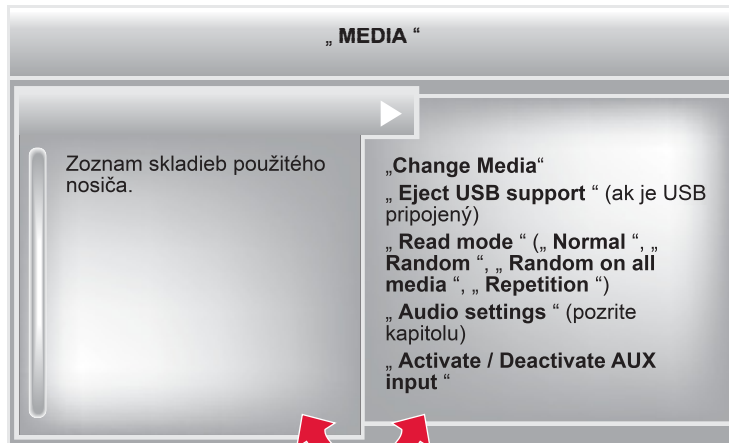 „ MEDIA “
Zoznam skladieb použitého
nosiča.
„Change Media“
„ Eject USB support “ (ak je USB
pripojený)
„ Read mode “ („ Normal “, „
Random “, „ Random on all
media “, „ Repetition “)
„ Audio settings “ (pozrite
kapitolu)
„ Activate / Deactivate AUX
input “